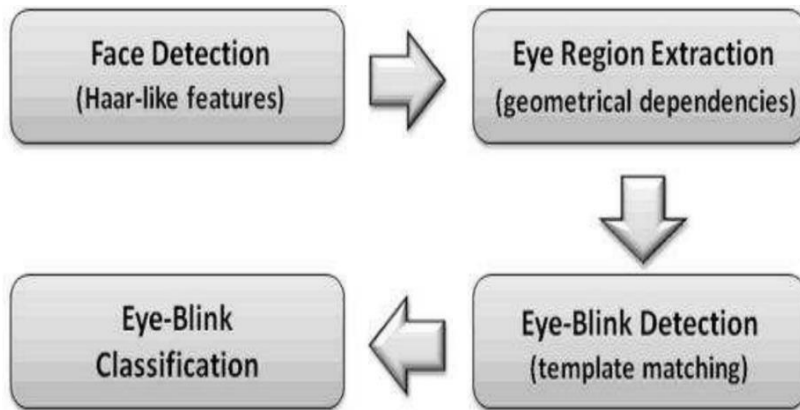 Face Detection
(Haar-like features)
Eye Region Extraction
(geometrical dependencies)
Eye-Blink Detection
(template matching)
Eye-Blink
Classification